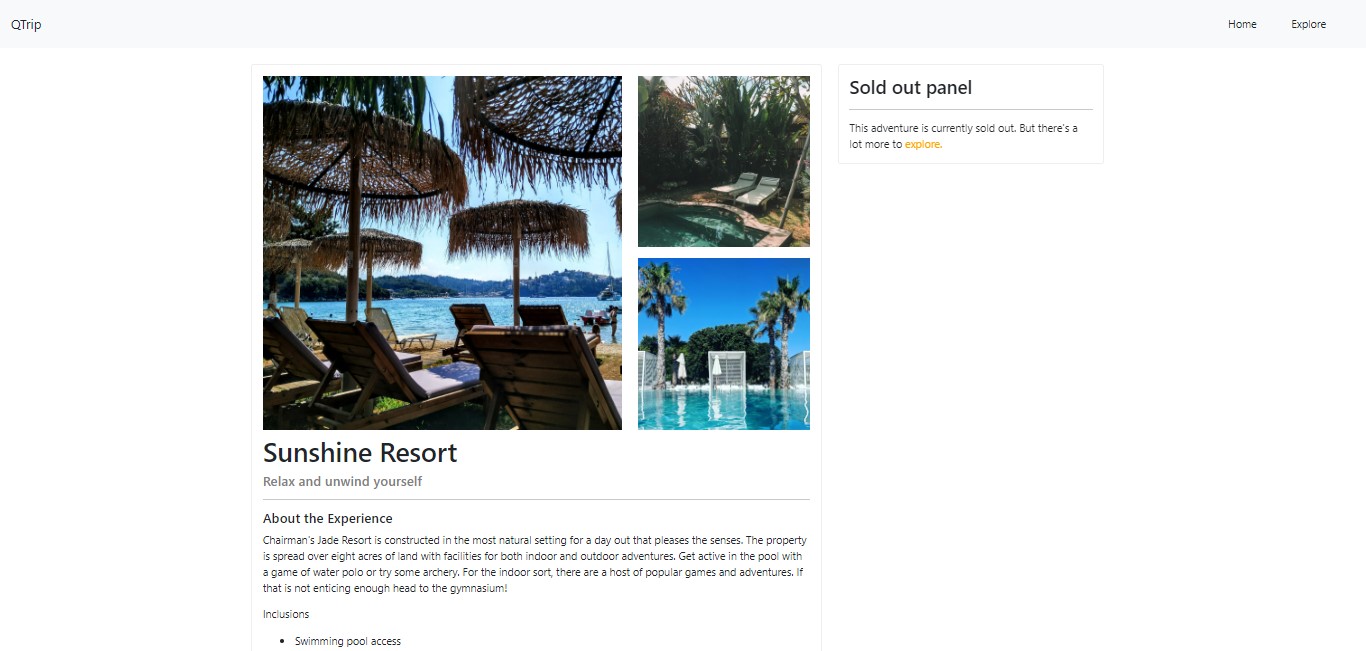 QTrip
Home
Explore
Sunshine Resort
Relax and unwind yourself
About the Experience
Chairman's Jade Resort is constructed in the most natural setting for a day out that pleases the senses. The property
is spread over eight acres of land with facilities for both indoor and outdoor adventures. Get active in the pool with
a game of water polo or try some archery. For the indoor sort, there are a host of popular games and adventures. If
that is not enticing enough head to the gymnasium!
Inclusions
• Swimming pool access
Sold out panel
This adventure is currently sold out. But there's a
lot more to explore.